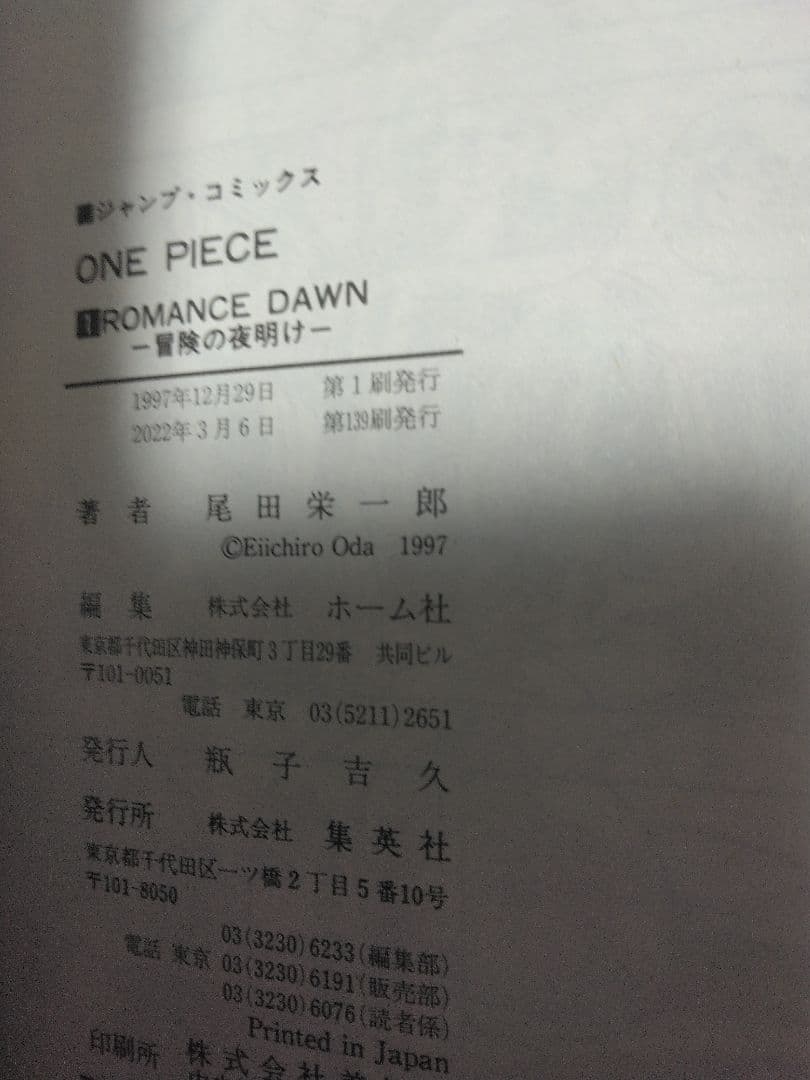 ■ジャンプ・コミックス
ONE PIECE
1 ROMANCE DAWN
ー冒険の夜明けー
1997年12月29日 第1刷発行
2022年3月6日 第139刷発行
著者 尾田栄一郎
©Eiichiro Oda 1997
編集 株式会社 ホーム社
東京都千代田区神田神保町3丁目29番 共同ビル
〒101-0051
電話 東京 03(5211)2651
発行人 瓶子吉久
発行所 株式会社 集英社
東京都千代田区一ツ橋2丁目5番10号
〒101-8050
03(3230)6233(編集部)
電話 東京 03(3230)6191(販売部)
03(3230)6076(読者係)
Printed in Japan
印刷所 株式会社